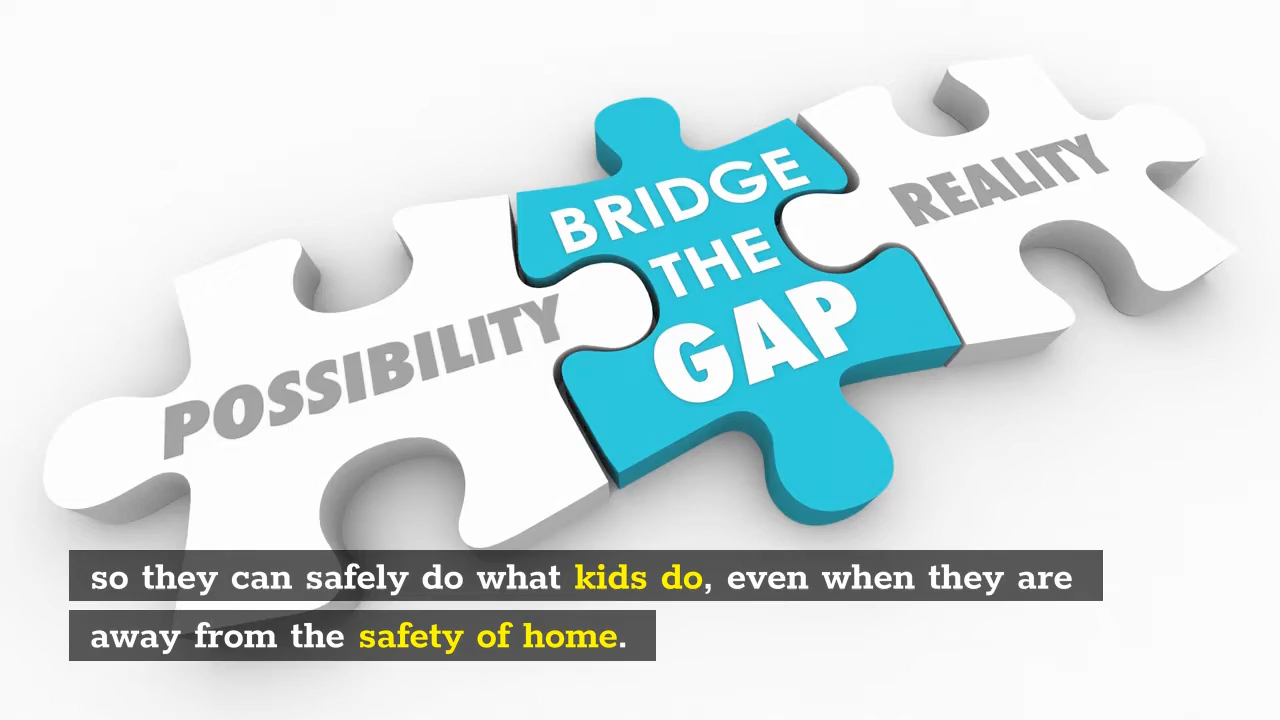 POSSIBILITY
BRIDGE
THE
GAP
REALITY
so they can safely do what kids do, even when they are
away from the safety of home.